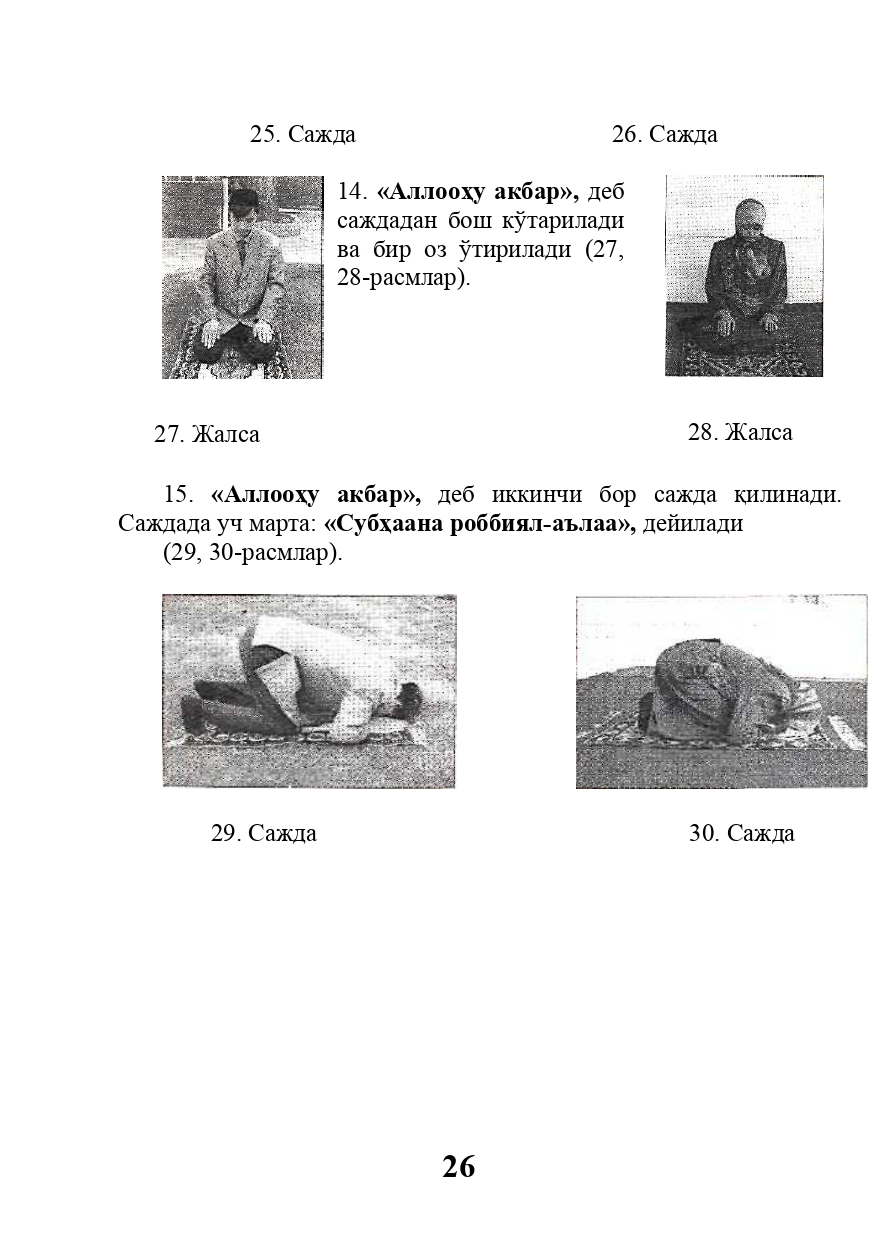 25. Сажда 26. Сажда
14. «Аллооҳу акбар», деб
саждадан бош кўтарилади
ва бир оз ўтирилади (27,
28-расмлар).
27. Жалса 28. Жалса
15. «Аллооҳу акбар», деб иккинчи бор сажда қилинади.
Саждада уч марта: «Субҳаана роббиял-аълаа», дейилади
(29, 30-расмлар).
29. Сажда 30. Сажда
26